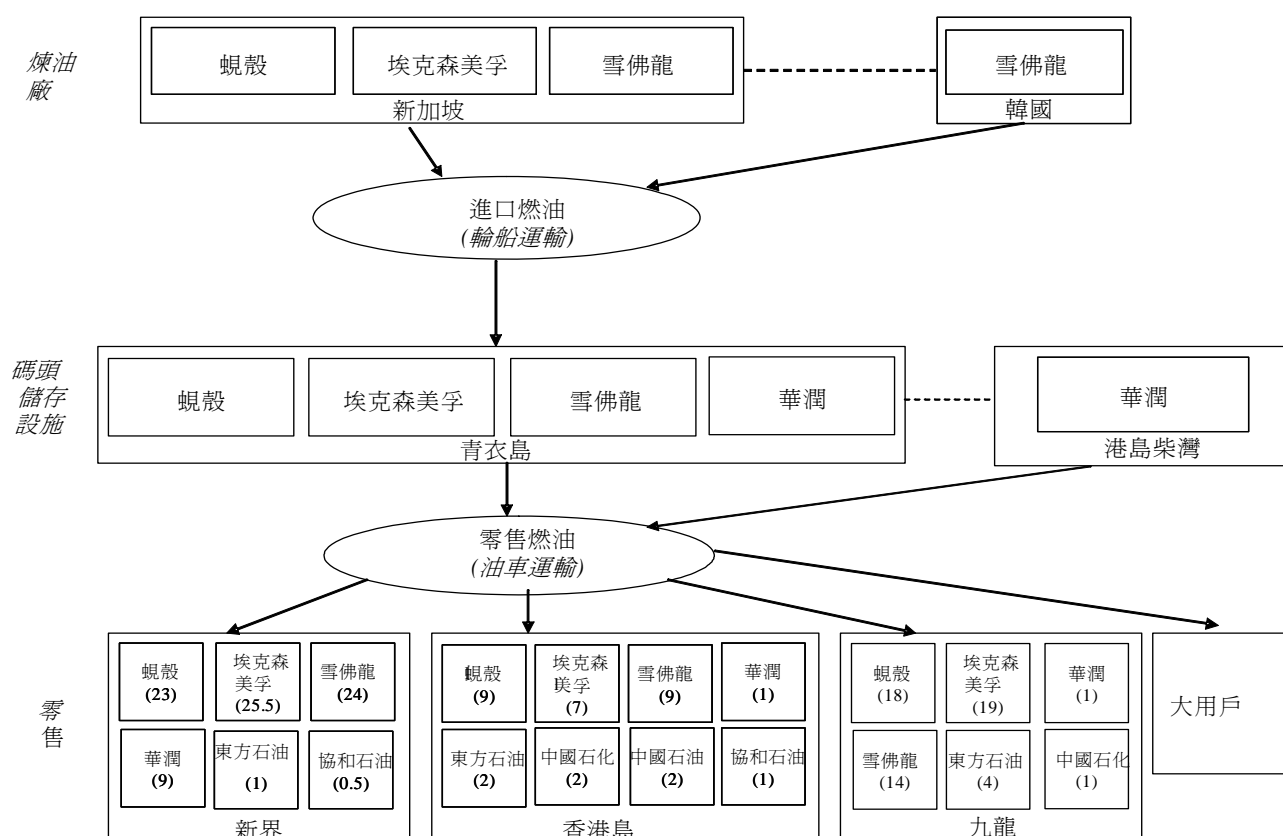 煉油
廠
蜆殼
埃克森美孚
雪佛龍
新加坡
雪佛龍
韓國
進口燃油
(輪船運輸)
碼頭
儲存
設施
蜆殼
埃克森美孚
雪佛龍
華潤
青衣島
華潤
港島柴灣
零售燃油
(油車運輸)
零
售
蜆殼
(23)
埃克森
美孚
(25.5)
雪佛龍
(24)
華潤
(9)
東方石油
(1)
協和石油
(0.5)
新界
蜆殼
(9)
埃克森
美孚
(7)
雪佛龍
(9)
華潤
(1)
東方石油
(2)
中國石化
(2)
中國石油
(2)
協和石油
(1)
香港島
蜆殼
(18)
埃克森
美孚
(19)
華潤
(1)
雪佛龍
(14)
東方石油
(4)
中國石化
(1)
九龍
大用戶